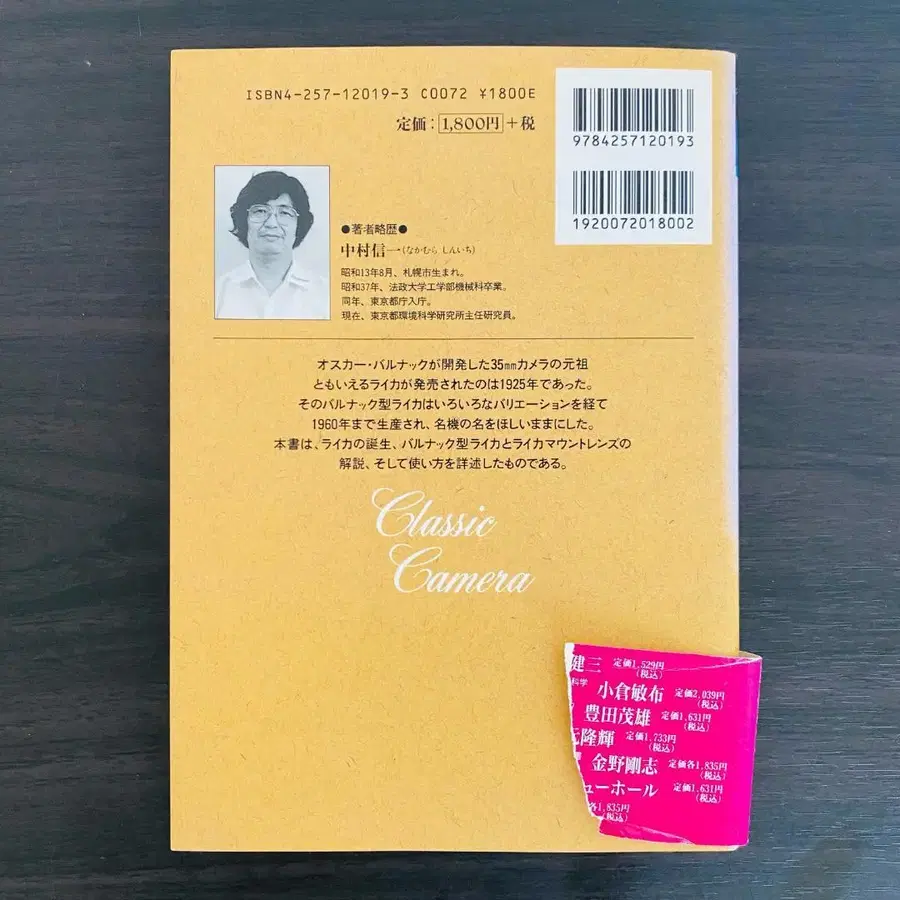 ISBN4-257-12019-3 C0072 ¥1800E
定価：1,800円＋税
9784257120193
1920072018002
●著者略歴●
中村信一(なかむら しんいち)
昭和13年8月、札幌市生まれ。
昭和37年、法政大学工学部機械科卒業。
同年、東京都庁入庁。
現在、東京都環境科学研究所主任研究員。
オスカー・バルナックが開発した35㎜カメラの元祖
ともいえるライカが発売されたのは1925年であった。
そのバルナック型ライカはいろいろなバリエーションを経て
1960年まで生産され、名機の名をほしいままにした。
本書は、ライカの誕生、バルナック型ライカとライカマウントレンズの
解説、そして使い方を詳述したものである。
Classic
Camera
健三 定価1,529円(税込)
科学
小倉敏布 定価2,039円(税込)
豊田茂雄 定価1,631円(税込)
隆輝 定価1,733円(税込)
金野剛志 定価各1,835円(税込)
ューホール 定価1,631円(税込)
各1,835円(税込)